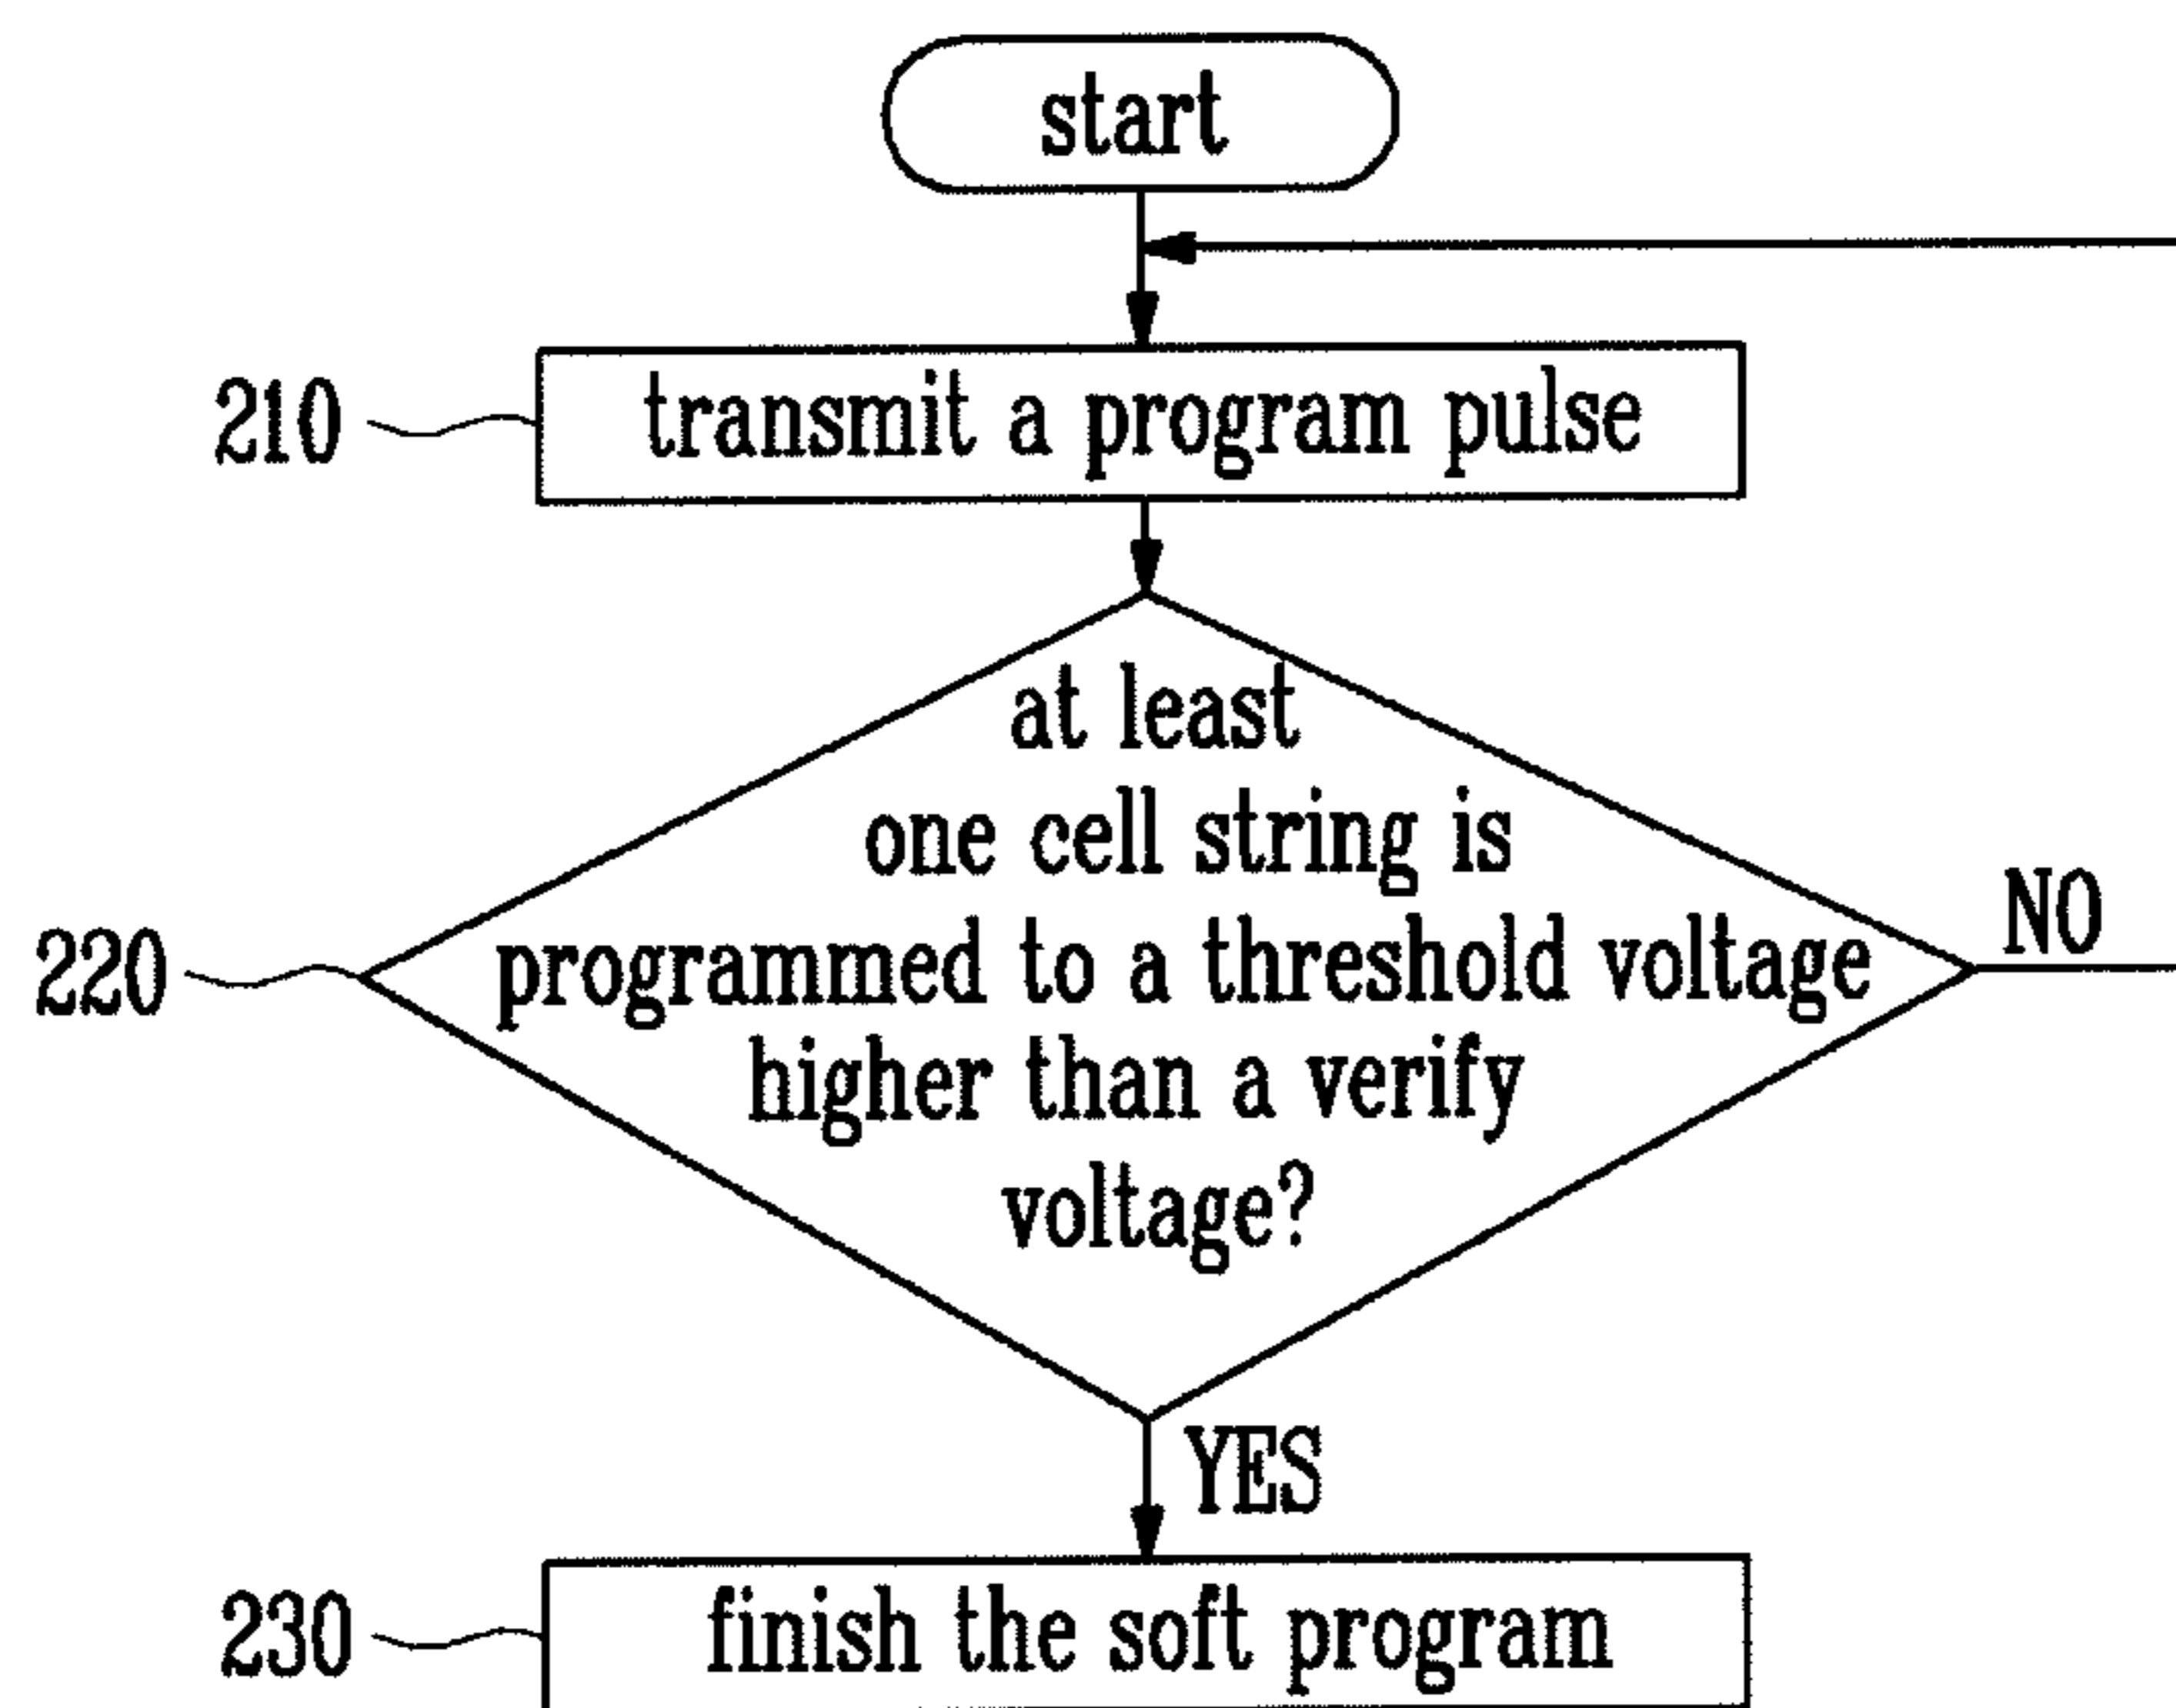 start
210
transmit a program pulse
at least
one cell string is
220
programmed to a threshold voltage
NO
higher than a verify
voltage?
YES
230
finish the soft program